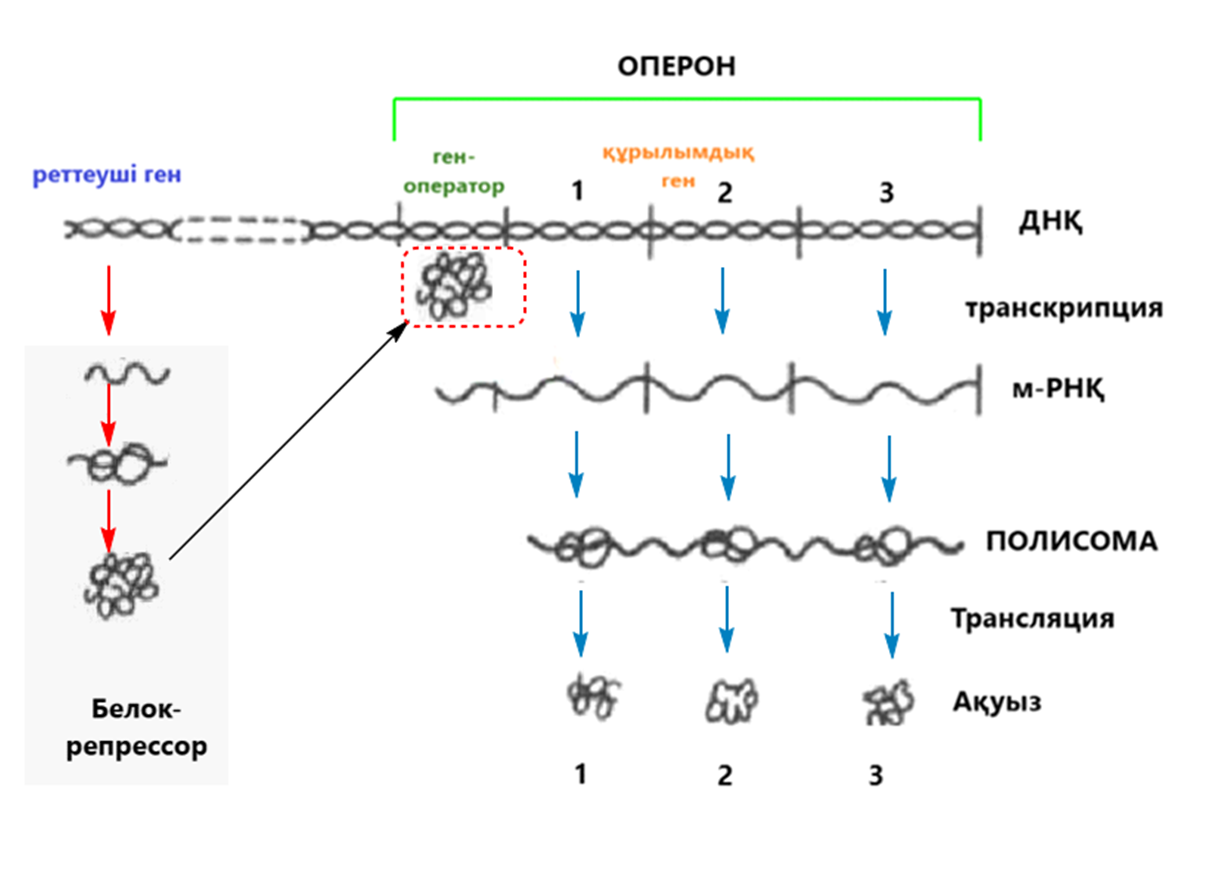 ОПЕРОН
реттеуші ген
ген-
оператор
құрылымдық
ген
1
2
3
ДНҚ
транскрипция
м-РНҚ
ПОЛИСОМА
Трансляция
Ақуыз
Белок-
репрессор
1
2
3